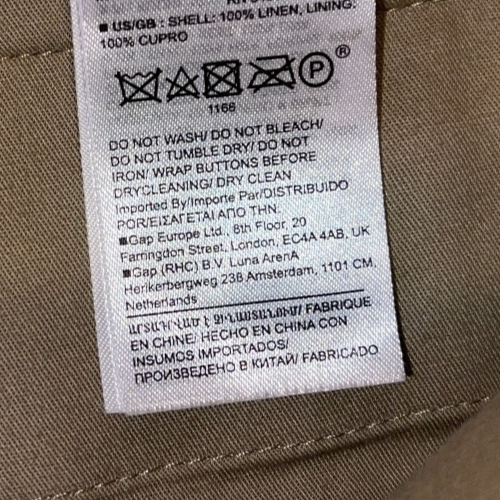 ■ US/GB : SHELL: 100% LINEN, LINING:
100% CUPRO
P ®
1166
DO NOT WASH/ DO NOT BLEACH/
DO NOT TUMBLE DRY/ DO NOT
IRON/ WRAP BUTTONS BEFORE
DRYCLEANING/ DRY CLEAN
Imported By/Importe Par/DISTRIBUIDO
POR/ΕΙΣΑΓΕΤΑΙ ΑΠΟ ΤΗΝ.
■Gap Europe Ltd., 8th Floor, 20
Farringdon Street, London, EC4A 4AB, UK
■Gap (RHC) B.V. Luna ArenA
Herikerbergweg 238 Amsterdam, 1101 CM,
Netherlands
ԱՐՏԱԴՐՎԱԾ Է ՉԻՆԱՍՏԱՆՈՒՄ/ FABRIQUE
EN CHINE/ HECHO EN CHINA CON
INSUMOS IMPORTADOS/
ПРОИЗВЕДЕНО В КИТАЙ/ FABRICADO